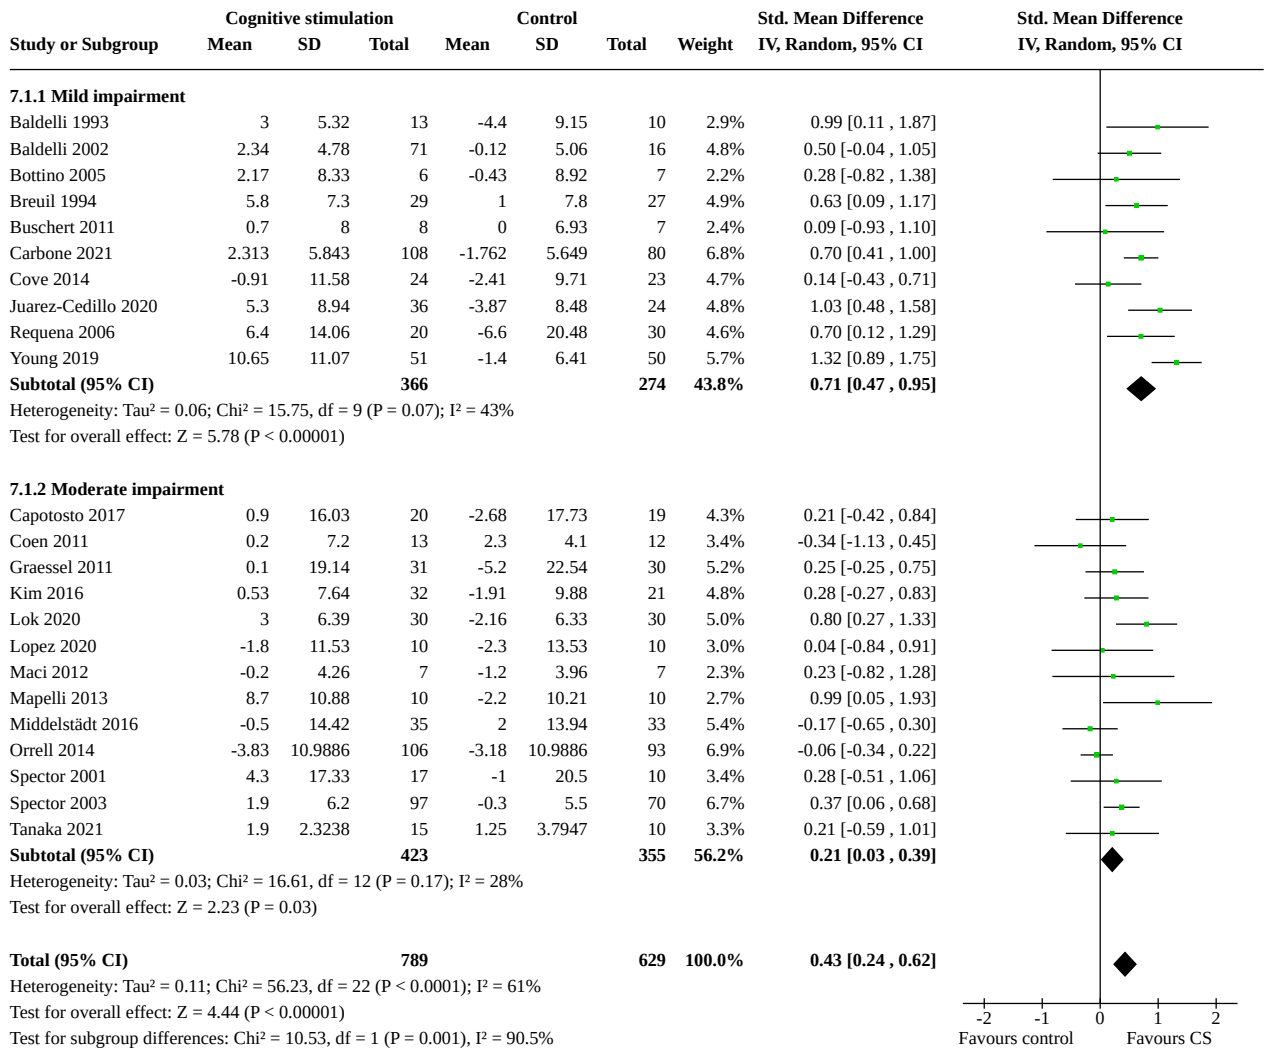 Cognitive stimulation Control Std. Mean Difference Std. Mean Difference
Study or Subgroup Mean SD Total Mean SD Total Weight IV, Random, 95% CI IV, Random, 95% CI
7.1.1 Mild impairment
Baldelli 1993 3 5.32 13 -4.4 9.15 10 2.9% 0.99 [0.11 , 1.87]
Baldelli 2002 2.34 4.78 71 -0.12 5.06 16 4.8% 0.50 [-0.04 , 1.05]
Bottino 2005 2.17 8.33 6 -0.43 8.92 7 2.2% 0.28 [-0.82 , 1.38]
Breuil 1994 5.8 7.3 29 1 7.8 27 4.9% 0.63 [0.09 , 1.17]
Buschert 2011 0.7 8 8 0 6.93 7 2.4% 0.09 [-0.93 , 1.10]
Carbone 2021 2.313 5.843 108 -1.762 5.649 80 6.8% 0.70 [0.41 , 1.00]
Cove 2014 -0.91 11.58 24 -2.41 9.71 23 4.7% 0.14 [-0.43 , 0.71]
Juarez-Cedillo 2020 5.3 8.94 36 -3.87 8.48 24 4.8% 1.03 [0.48 , 1.58]
Requena 2006 6.4 14.06 20 -6.6 20.48 30 4.6% 0.70 [0.12 , 1.29]
Young 2019 10.65 11.07 51 -1.4 6.41 50 5.7% 1.32 [0.89 , 1.75]
Subtotal (95% CI) 366 274 43.8% 0.71 [0.47 , 0.95]
Heterogeneity: Tau² = 0.06; Chi² = 15.75, df = 9 (P = 0.07); I² = 43%
Test for overall effect: Z = 5.78 (P < 0.00001)
7.1.2 Moderate impairment
Capotosto 2017 0.9 16.03 20 -2.68 17.73 19 4.3% 0.21 [-0.42 , 0.84]
Coen 2011 0.2 7.2 13 2.3 4.1 12 3.4% -0.34 [-1.13 , 0.45]
Graessel 2011 0.1 19.14 31 -5.2 22.54 30 5.2% 0.25 [-0.25 , 0.75]
Kim 2016 0.53 7.64 32 -1.91 9.88 21 4.8% 0.28 [-0.27 , 0.83]
Lok 2020 3 6.39 30 -2.16 6.33 30 5.0% 0.80 [0.27 , 1.33]
Lopez 2020 -1.8 11.53 10 -2.3 13.53 10 3.0% 0.04 [-0.84 , 0.91]
Maci 2012 -0.2 4.26 7 -1.2 3.96 7 2.3% 0.23 [-0.82 , 1.28]
Mapelli 2013 8.7 10.88 10 -2.2 10.21 10 2.7% 0.99 [0.05 , 1.93]
Middelstädt 2016 -0.5 14.42 35 2 13.94 33 5.4% -0.17 [-0.65 , 0.30]
Orrell 2014 -3.83 10.9886 106 -3.18 10.9886 93 6.9% -0.06 [-0.34 , 0.22]
Spector 2001 4.3 17.33 17 -1 20.5 10 3.4% 0.28 [-0.51 , 1.06]
Spector 2003 1.9 6.2 97 -0.3 5.5 70 6.7% 0.37 [0.06 , 0.68]
Tanaka 2021 1.9 2.3238 15 1.25 3.7947 10 3.3% 0.21 [-0.59 , 1.01]
Subtotal (95% CI) 423 355 56.2% 0.21 [0.03 , 0.39]
Heterogeneity: Tau² = 0.03; Chi² = 16.61, df = 12 (P = 0.17); I² = 28%
Test for overall effect: Z = 2.23 (P = 0.03)
Total (95% CI) 789 629 100.0% 0.43 [0.24 , 0.62]
Heterogeneity: Tau² = 0.11; Chi² = 56.23, df = 22 (P < 0.0001); I² = 61%
Test for overall effect: Z = 4.44 (P < 0.00001)
-2 -1 0 1 2
Test for subgroup differences: Chi² = 10.53, df = 1 (P = 0.001), I² = 90.5% Favours control Favours CS